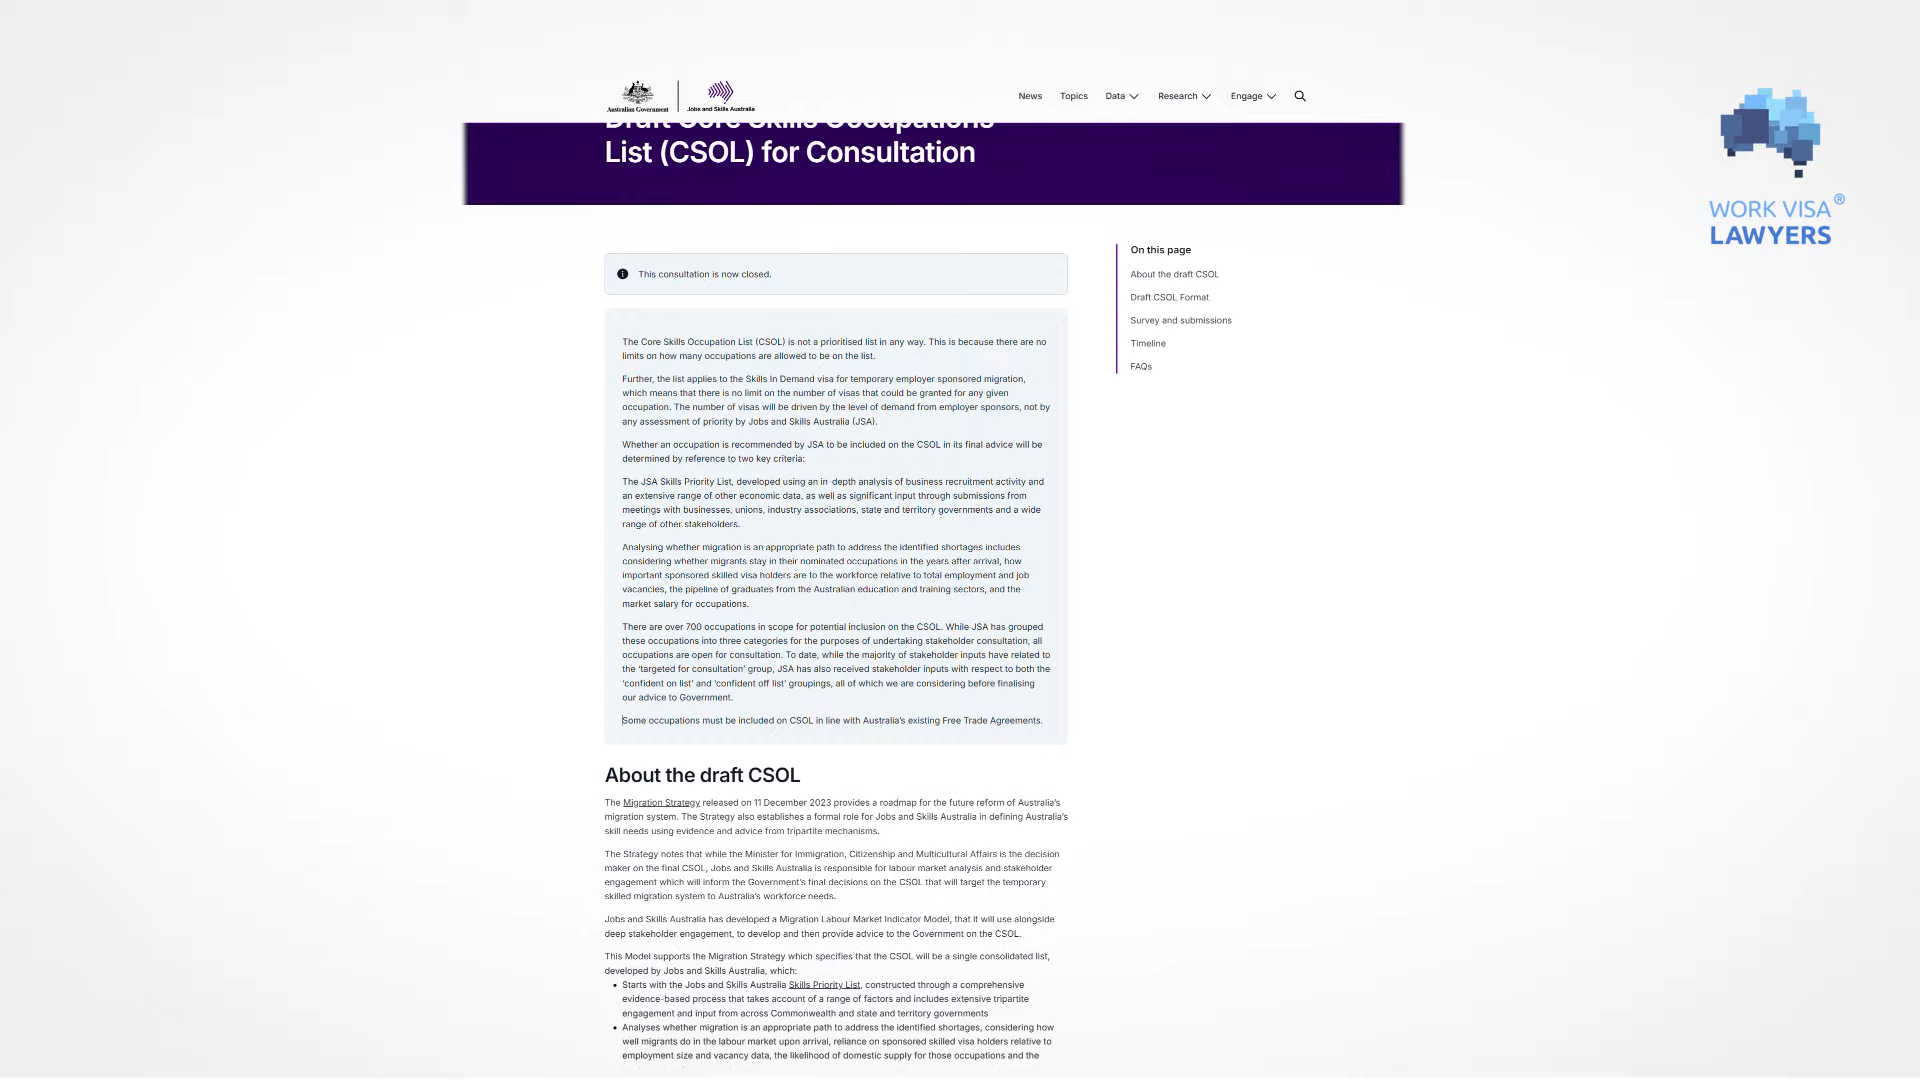 Australian Government
Jobs and Skills Australia
News
Topics
Data
Research
Engage
Draft Core Skills Occupations
List (CSOL) for Consultation
WORK VISA®
LAWYERS
This consultation is now closed.
The Core Skills Occupation List (CSOL) is not a prioritised list in any way. This is because there are no
limits on how many occupations are allowed to be on the list.
Further, the list applies to the Skills In Demand visa for temporary employer sponsored migration,
which means that there is no limit on the number of visas that could be granted for any given
occupation. The number of visas will be driven by the level of demand from employer sponsors, not by
any assessment of priority by Jobs and Skills Australia (JSA).
Whether an occupation is recommended by JSA to be included on the CSOL in its final advice will be
determined by reference to two key criteria:
The JSA Skills Priority List, developed using an in-depth analysis of business recruitment activity and
an extensive range of other economic data, as well as significant input through submissions from
meetings with businesses, unions, industry associations, state and territory governments and a wide
range of other stakeholders.
Analysing whether migration is an appropriate path to address the identified shortages includes
considering whether migrants stay in their nominated occupations in the years after arrival, how
important sponsored skilled visa holders are to the workforce relative to total employment and job
vacancies, the pipeline of graduates from the Australian education and training sectors, and the
market salary for occupations.
There are over 700 occupations in scope for potential inclusion on the CSOL. While JSA has grouped
these occupations into three categories for the purposes of undertaking stakeholder consultation, all
occupations are open for consultation. To date, while the majority of stakeholder inputs have related to
the ‘targeted for consultation’ group, JSA has also received stakeholder inputs with respect to both the
‘confident on list’ and ‘confident off list’ groupings, all of which we are considering before finalising
our advice to Government.
Some occupations must be included on CSOL in line with Australia’s existing Free Trade Agreements.
On this page
About the draft CSOL
Draft CSOL Format
Survey and submissions
Timeline
FAQs
About the draft CSOL
The Migration Strategy released on 11 December 2023 provides a roadmap for the future reform of Australia’s
migration system. The Strategy also establishes a formal role for Jobs and Skills Australia in defining Australia’s
skill needs using evidence and advice from tripartite mechanisms.
The Strategy notes that while the Minister for Immigration, Citizenship and Multicultural Affairs is the decision
maker on the final CSOL, Jobs and Skills Australia is responsible for labour market analysis and stakeholder
engagement which will inform the Government’s final decisions on the CSOL that will target the temporary
skilled migration system to Australia’s workforce needs.
Jobs and Skills Australia has developed a Migration Labour Market Indicator Model, that it will use alongside
deep stakeholder engagement, to develop and then provide advice to the Government on the CSOL.
This Model supports the Migration Strategy which specifies that the CSOL will be a single consolidated list,
developed by Jobs and Skills Australia, which:
• Starts with the Jobs and Skills Australia Skills Priority List, constructed through a comprehensive
evidence-based process that takes account of a range of factors and includes extensive tripartite
engagement and input from across Commonwealth and state and territory governments
• Analyses whether migration is an appropriate path to address the identified shortages, considering how
well migrants do in the labour market upon arrival, reliance on sponsored skilled visa holders relative to
employment size and vacancy data, the likelihood of domestic supply for those occupations and the